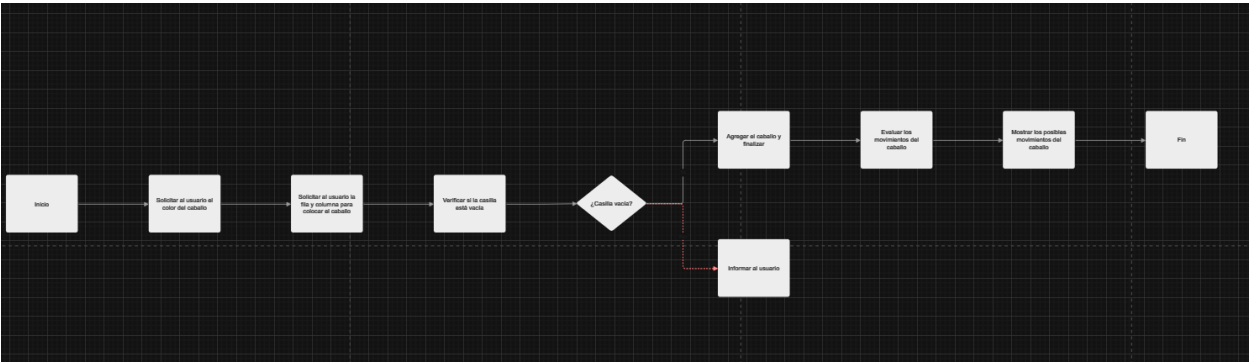 Inicio
Solicitar al usuario el
color del caballo
Solicitar al usuario la
fila y columna para
colocar el caballo
Verificar si la casilla
está vacía
¿Casilla vacía?
Agregar el caballo y
finalizar
Evaluar los
movimientos del
caballo
Mostrar los posibles
movimientos del
caballo
Fin
Informar al usuario